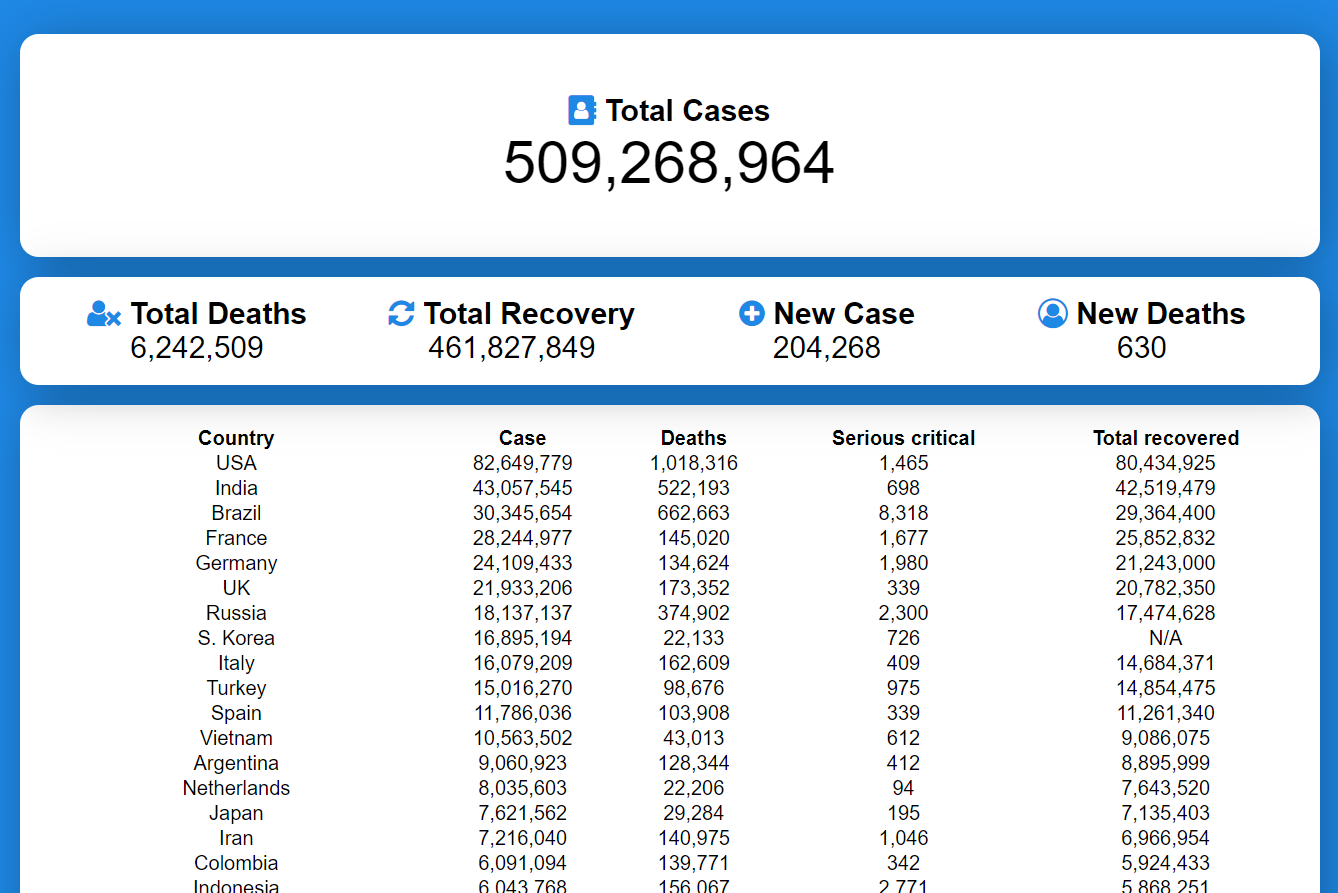 Total Cases
509,268,964
Total Deaths Total Recovery New Case New Deaths
6,242,509 461,827,849 204,268 630
Country Case Deaths Serious critical Total recovered
USA 82,649,779 1,018,316 1,465 80,434,925
India 43,057,545 522,193 698 42,519,479
Brazil 30,345,654 662,663 8,318 29,364,400
France 28,244,977 145,020 1,677 25,852,832
Germany 24,109,433 134,624 1,980 21,243,000
UK 21,933,206 173,352 339 20,782,350
Russia 18,137,137 374,902 2,300 17,474,628
S. Korea 16,895,194 22,133 726 N/A
Italy 16,079,209 162,609 409 14,684,371
Turkey 15,016,270 98,676 975 14,854,475
Spain 11,786,036 103,908 339 11,261,340
Vietnam 10,563,502 43,013 612 9,086,075
Argentina 9,060,923 128,344 412 8,895,999
Netherlands 8,035,603 22,206 94 7,643,520
Japan 7,621,562 29,284 195 7,135,403
Iran 7,216,040 140,975 1,046 6,966,954
Colombia 6,091,094 139,771 342 5,924,433
Indonesia 6,043,768 156,067 2,771 5,868,251